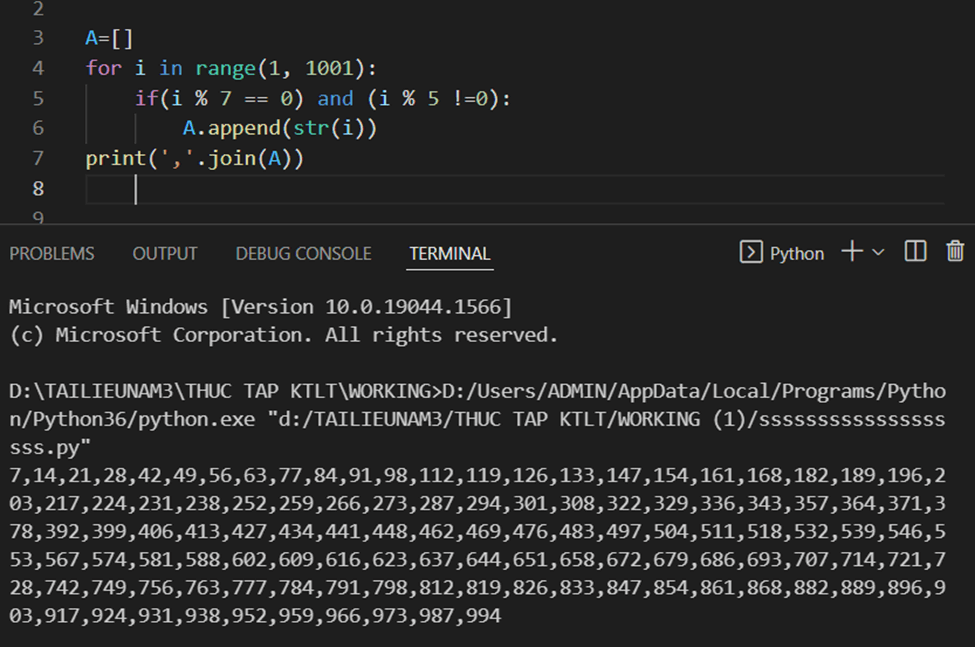 2
3 A=[]
4 for i in range(1, 1001):
5     if(i % 7 == 0) and (i % 5 !=0):
6         A.append(str(i))
7 print(','.join(A))
8
9
PROBLEMS OUTPUT DEBUG CONSOLE TERMINAL Python
Microsoft Windows [Version 10.0.19044.1566]
(c) Microsoft Corporation. All rights reserved.
D:\TAILIEUNAM3\THUC TAP KTLT\WORKING>D:/Users/ADMIN/AppData/Local/Programs/Pytho
n/Python36/python.exe "d:/TAILIEUNAM3/THUC TAP KTLT/WORKING (1)/ssssssssssssssss
sss.py"
7,14,21,28,42,49,56,63,77,84,91,98,112,119,126,133,147,154,161,168,182,189,196,2
03,217,224,231,238,252,259,266,273,287,294,301,308,322,329,336,343,357,364,371,3
78,392,399,406,413,427,434,441,448,462,469,476,483,497,504,511,518,532,539,546,5
53,567,574,581,588,602,609,616,623,637,644,651,658,672,679,686,693,707,714,721,7
28,742,749,756,763,777,784,791,798,812,819,826,833,847,854,861,868,882,889,896,9
03,917,924,931,938,952,959,966,973,987,994